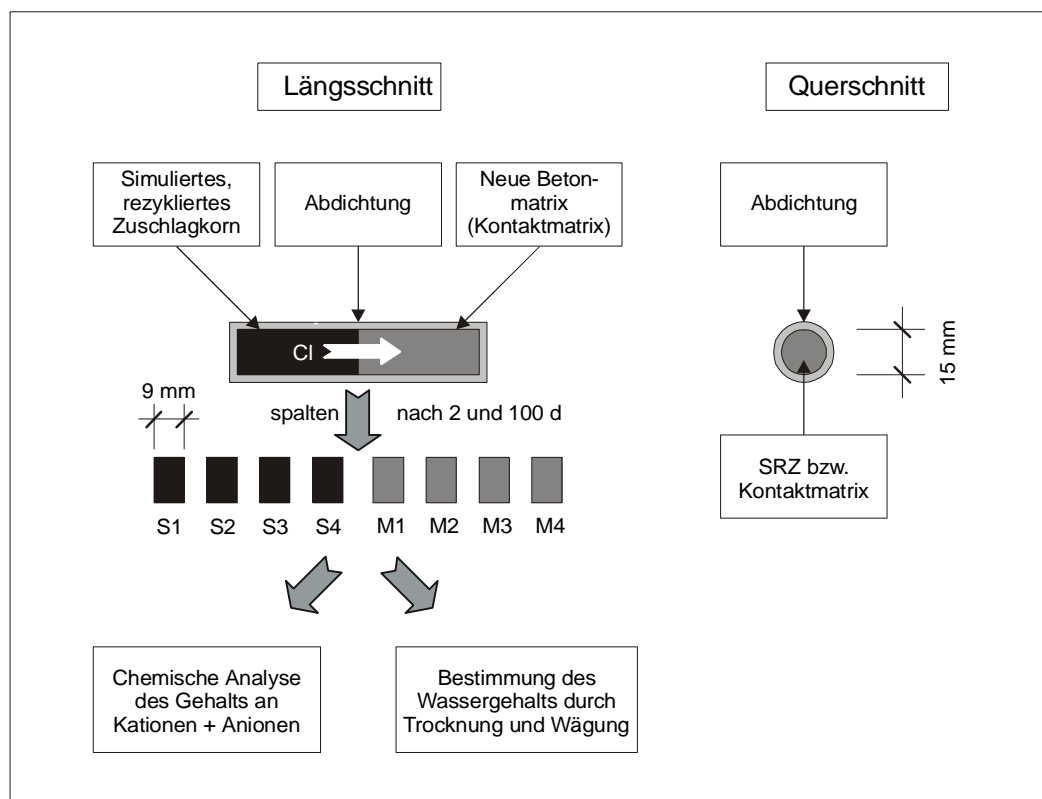 Längsschnitt
Querschnitt
Simuliertes,
rezykliertes
Zuschlagkorn
Abdichtung
Neue Beton-
matrix
(Kontaktmatrix)
Abdichtung
Cl
15 mm
9 mm
spalten
nach 2 und 100 d
SRZ bzw.
Kontaktmatrix
S1 S2 S3 S4 M1 M2 M3 M4
Chemische Analyse
des Gehalts an
Kationen + Anionen
Bestimmung des
Wassergehalts durch
Trocknung und Wägung